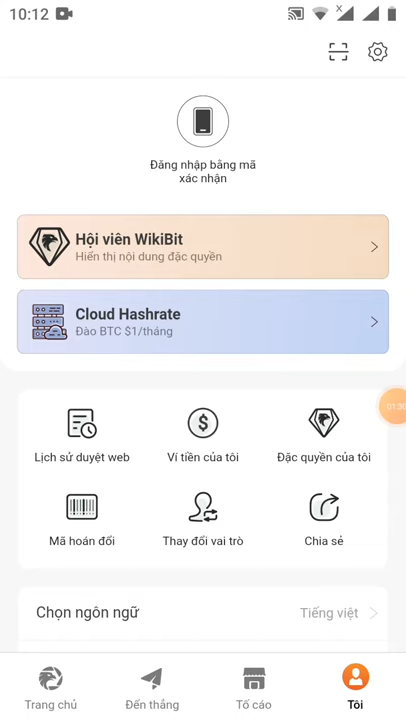 10:12
Đăng nhập bằng mã
xác nhận
Hội viên WikiBit
Hiển thị nội dung đặc quyền
Cloud Hashrate
Đào BTC $1/tháng
01:30
Lịch sử duyệt web
Ví tiền của tôi
Đặc quyền của tôi
Mã hoán đổi
Thay đổi vai trò
Chia sẻ
Chọn ngôn ngữ
Tiếng việt
Trang chủ
Đến thẳng
Tố cáo
Tôi